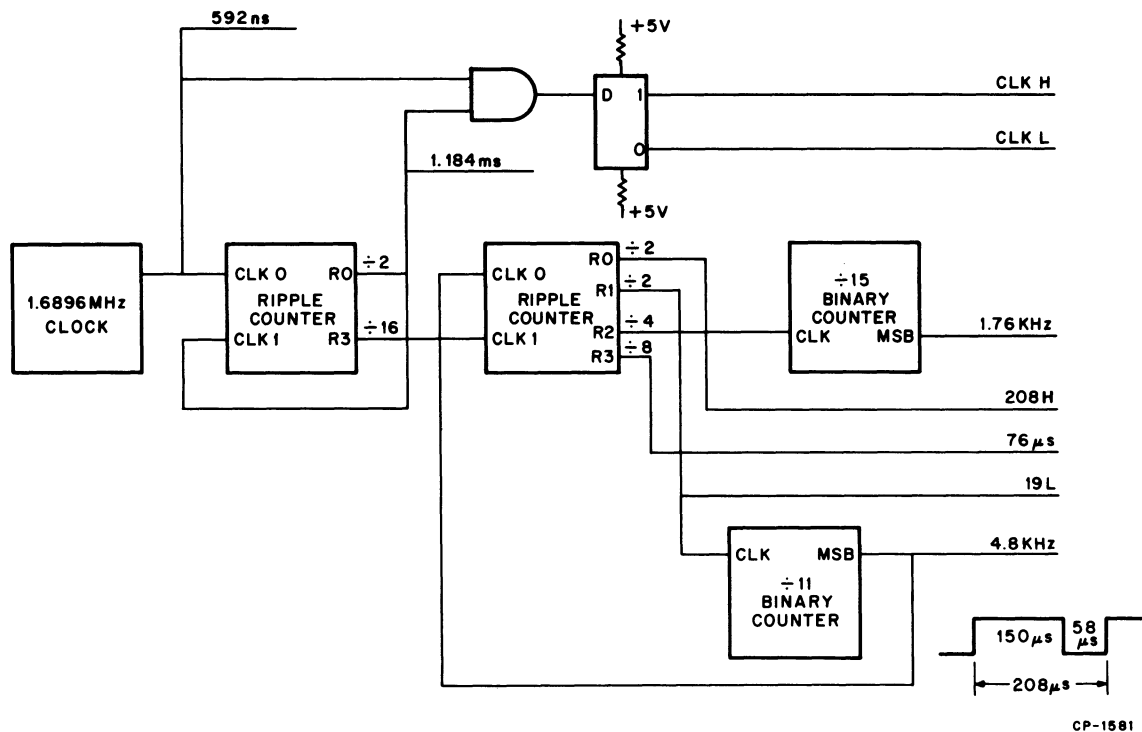 592ns
+5V
D 1
0
CLK H
CLK L
1.184ms
+5V
1.6896MHz
CLOCK
CLK 0
R0
÷2
RIPPLE
COUNTER
CLK 1
R3
÷16
CLK 0
R0
÷2
R1
÷2
RIPPLE
COUNTER
R2
÷4
CLK 1
R3
÷8
÷15
BINARY
COUNTER
CLK
MSB
1.76KHz
208H
76µs
19L
CLK
MSB
4.8KHz
÷11
BINARY
COUNTER
150µs
58
µs
208µs
CP-1581